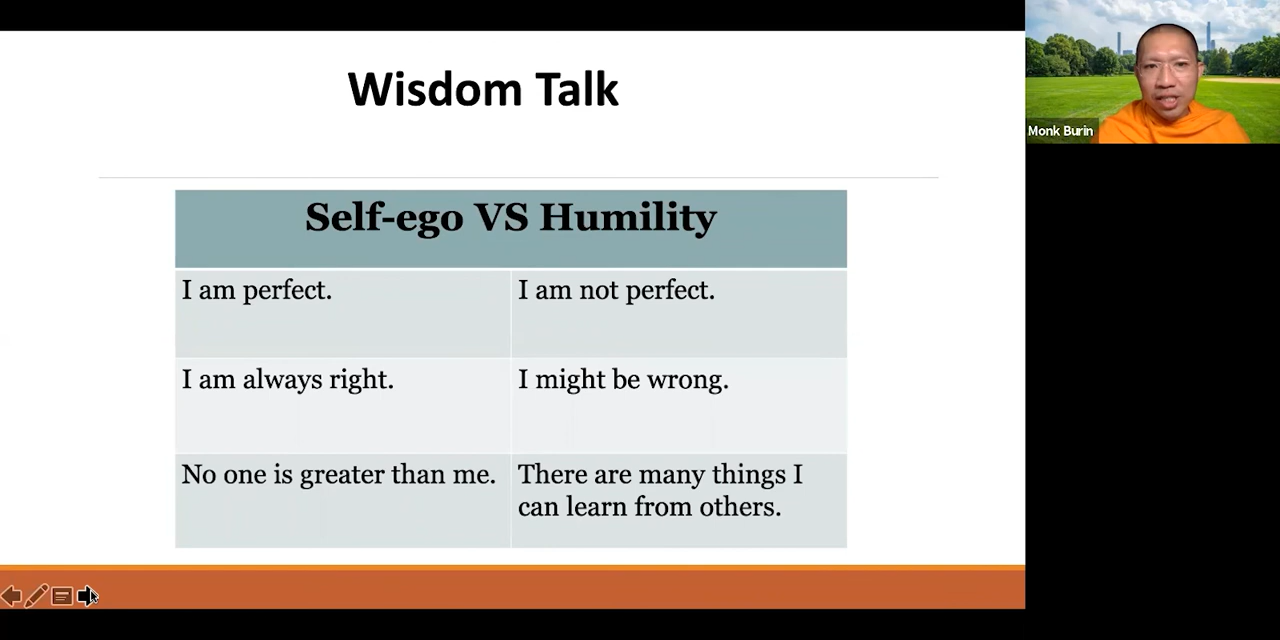 Wisdom Talk
Self-ego VS Humility
I am perfect.
I am not perfect.
I am always right.
I might be wrong.
No one is greater than me.
There are many things I
can learn from others.
Monk Burin